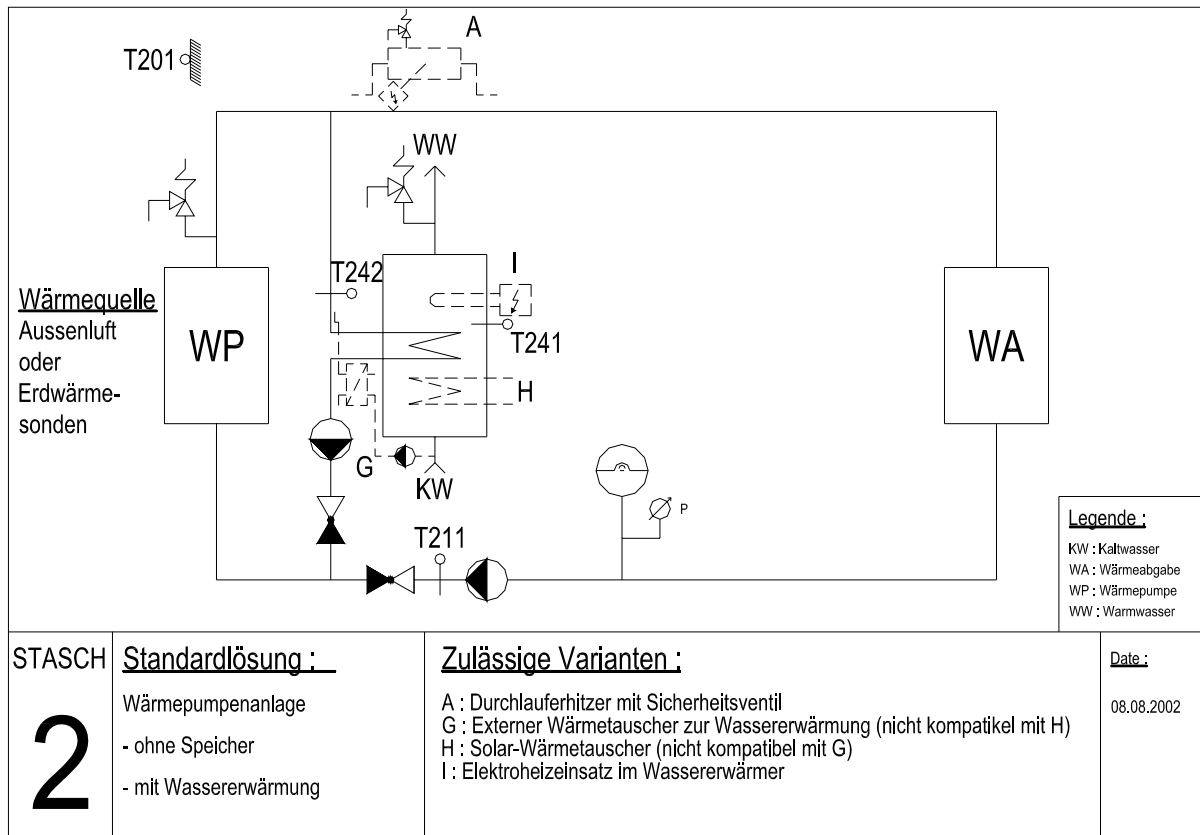 A
T201
WW
T242
I
Wärmequelle
Aussenluft
oder
Erdwärme-
sonden
WP
T241
WA
H
G
KW
P
T211
Legende :
KW : Kaltwasser
WA : Wärmeabgabe
WP : Wärmepumpe
WW : Warmwasser
STASCH
2
Standardlösung :
Wärmepumpenanlage
- ohne Speicher
- mit Wassererwärmung
Zulässige Varianten :
A : Durchlauferhitzer mit Sicherheitsventil
G : Externer Wärmetauscher zur Wassererwärmung (nicht kompatikel mit H)
H : Solar-Wärmetauscher (nicht kompatibel mit G)
I : Elektroheizeinsatz im Wassererwärmer
Date :
08.08.2002